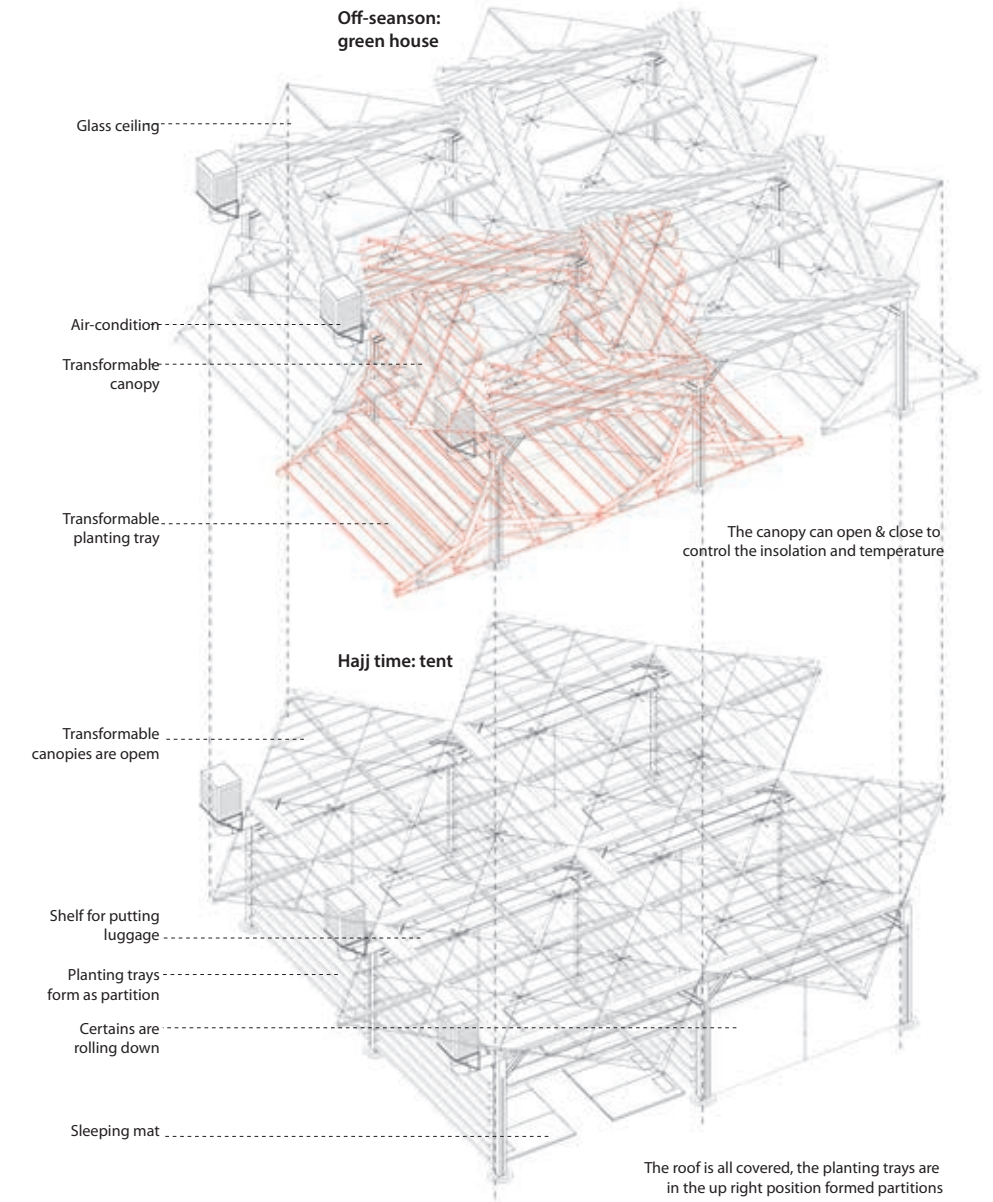 Off-seanson:
green house
Glass ceiling
Air-condition
Transformable
canopy
Transformable
planting tray
The canopy can open & close to
control the insolation and temperature
Hajj time: tent
Transformable
canopies are opem
Shelf for putting
luggage
Planting trays
form as partition
Certains are
rolling down
Sleeping mat
The roof is all covered, the planting trays are
in the up right position formed partitions